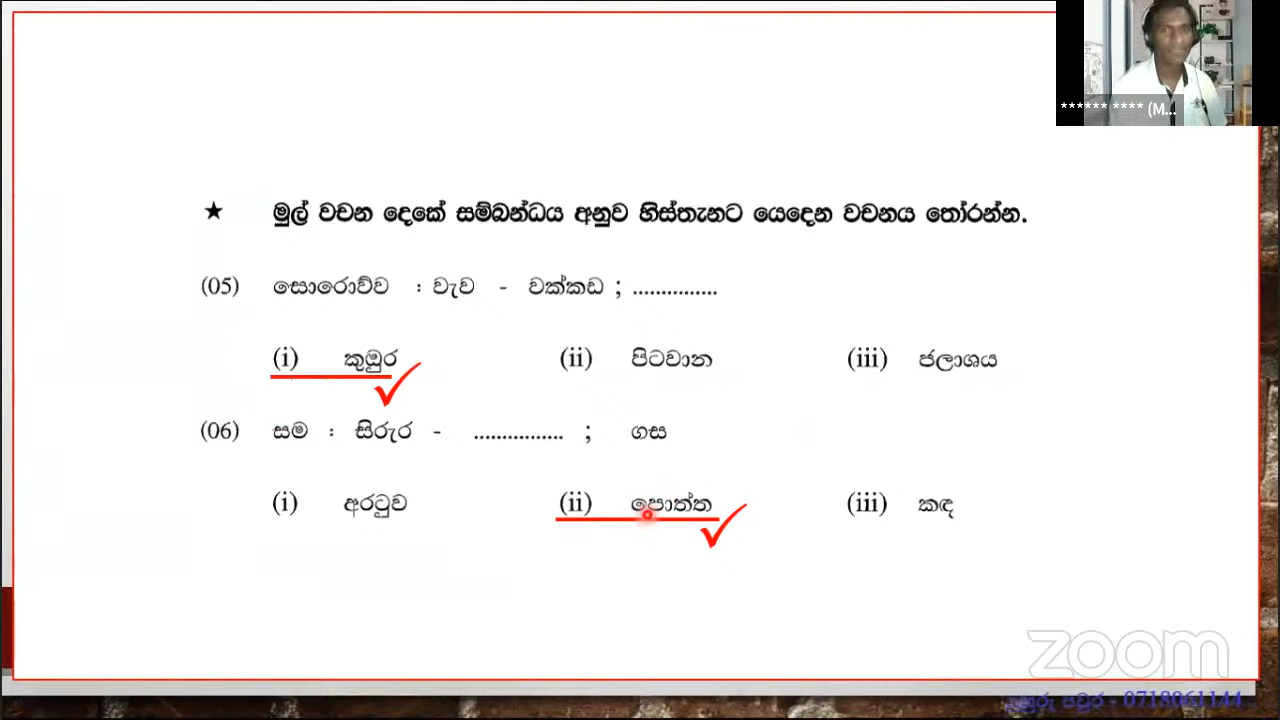 ****** **** (M...
★ මුල් වචන දෙකේ සම්බන්ධය අනුව හිස්තැනට යෙදෙන වචනය තෝරන්න.
(05) සොරොව්ව : වැව - වක්කඩ ; ...............
(i) කුඹුර (ii) පිටවාන (iii) ජලාශය
(06) සම : සිරුර - ................ ; ගස
(i) අරටුව (ii) පොත්ත (iii) කඳ
zoom
- 0718061144